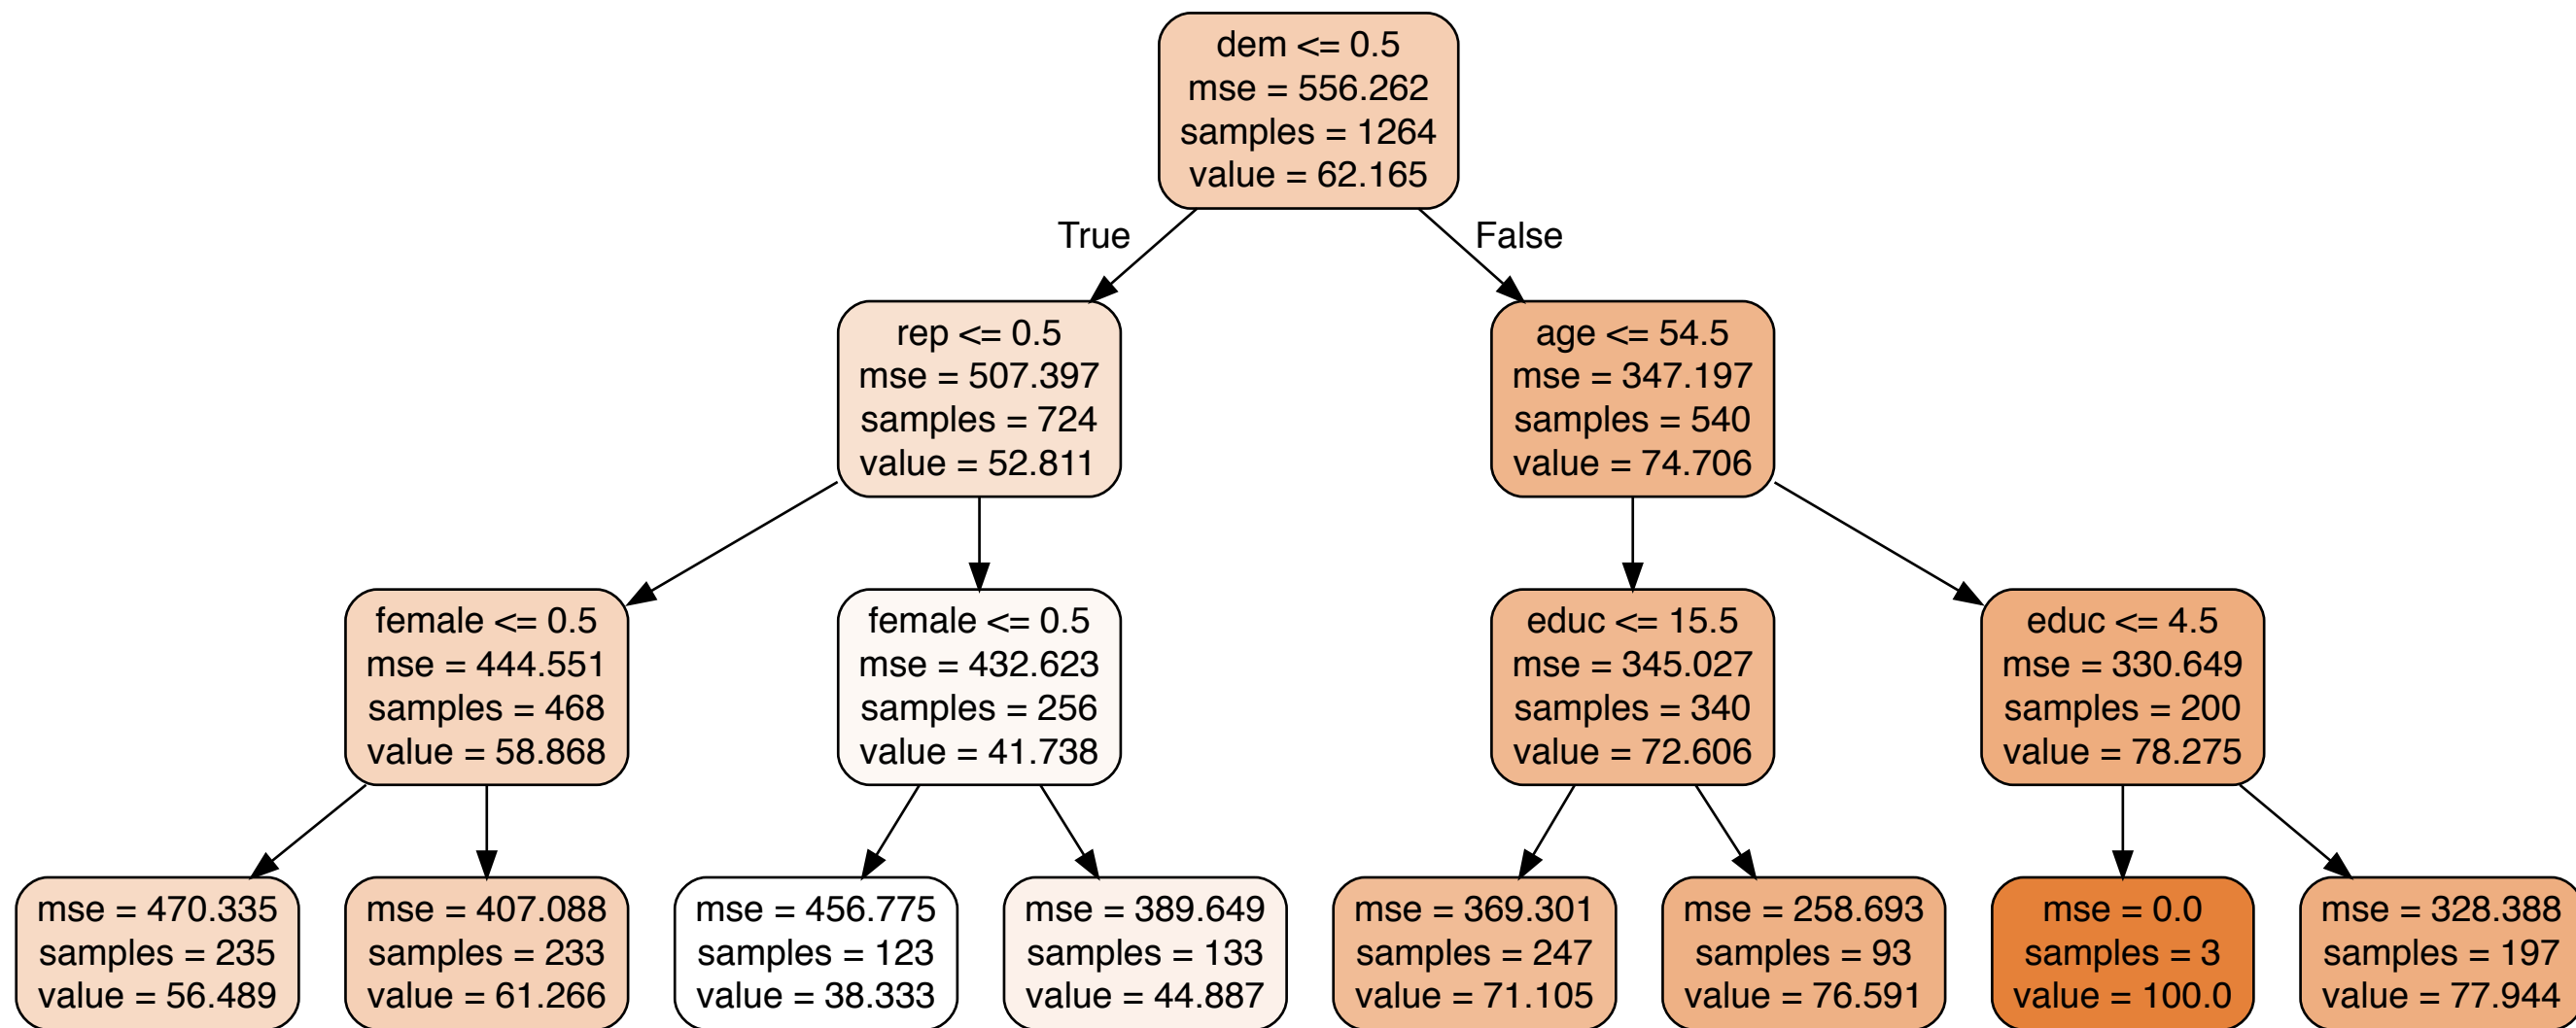 dem <= 0.5
mse = 556.262
samples = 1264
value = 62.165
True
False
rep <= 0.5
mse = 507.397
samples = 724
value = 52.811
age <= 54.5
mse = 347.197
samples = 540
value = 74.706
female <= 0.5
mse = 444.551
samples = 468
value = 58.868
female <= 0.5
mse = 432.623
samples = 256
value = 41.738
educ <= 15.5
mse = 345.027
samples = 340
value = 72.606
educ <= 4.5
mse = 330.649
samples = 200
value = 78.275
mse = 470.335
samples = 235
value = 56.489
mse = 407.088
samples = 233
value = 61.266
mse = 456.775
samples = 123
value = 38.333
mse = 389.649
samples = 133
value = 44.887
mse = 369.301
samples = 247
value = 71.105
mse = 258.693
samples = 93
value = 76.591
mse = 0.0
samples = 3
value = 100.0
mse = 328.388
samples = 197
value = 77.944